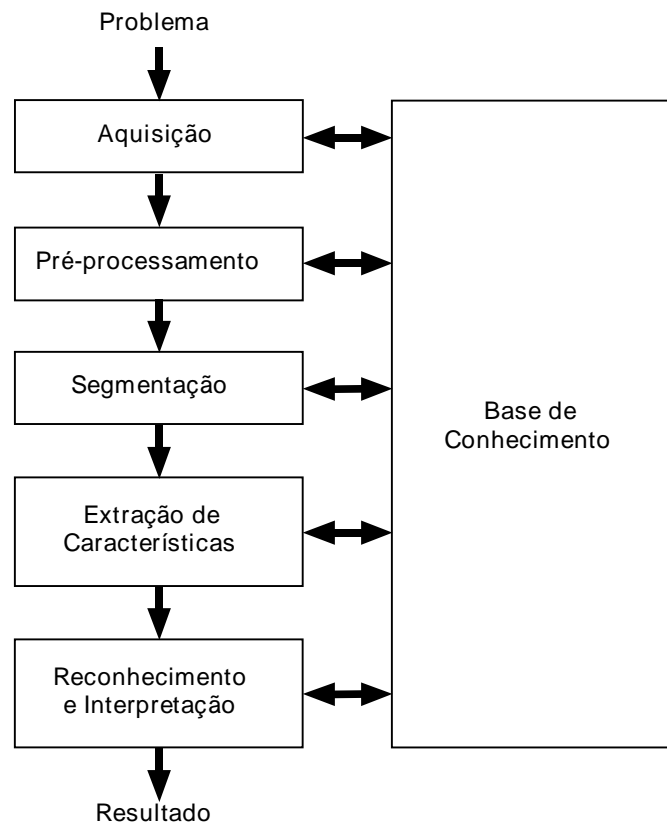 Problema
Aquisição
Pré-processamento
Segmentação
Extração de
Características
Reconhecimento
e Interpretação
Resultado
Base de
Conhecimento